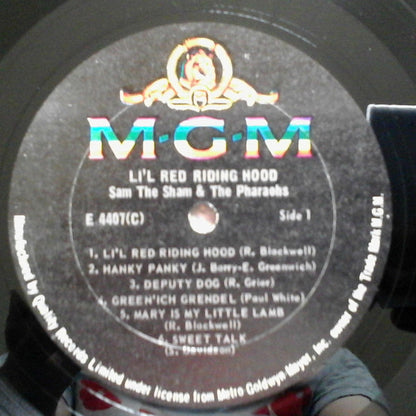 M-G-M
LI'L RED RIDING HOOD
Sam The Sham & The Pharaohs
E 4407(C) Side 1
1. LI'L RED RIDING HOOD (R. Blackwell)
2. HANKY PANKY (J. Barry-E. Greenwich)
3. DEPUTY DOG (R. Grier)
4. GREEN'ICH GRENDEL (Paul White)
5. MARY IS MY LITTLE LAMB
(R. Blackwell)
6. SWEET TALK
(S. Davidson)
Manufactured by Quality Records Limited under license from Metro Goldwyn Mayer, Inc. owner of the Trade Mark M.G.M.